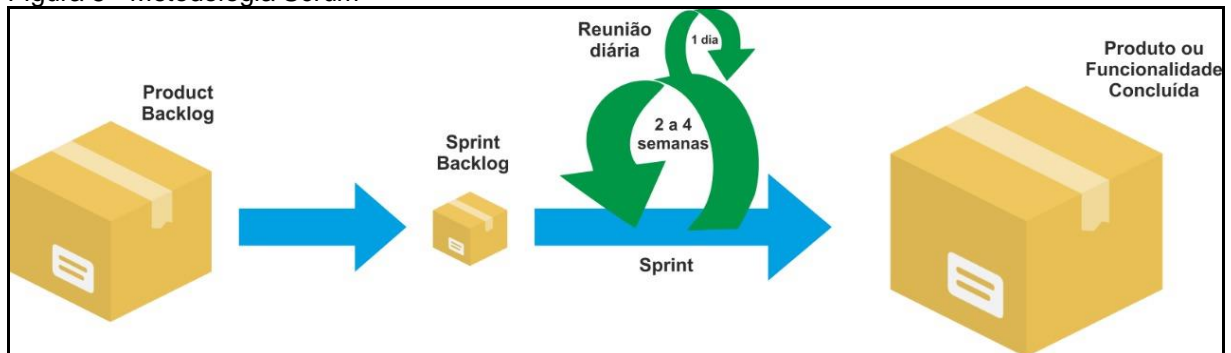 Product
Backlog
Sprint
Backlog
Reunião
diária
1 dia
2 a 4
semanas
Sprint
Produto ou
Funcionalidade
Concluída